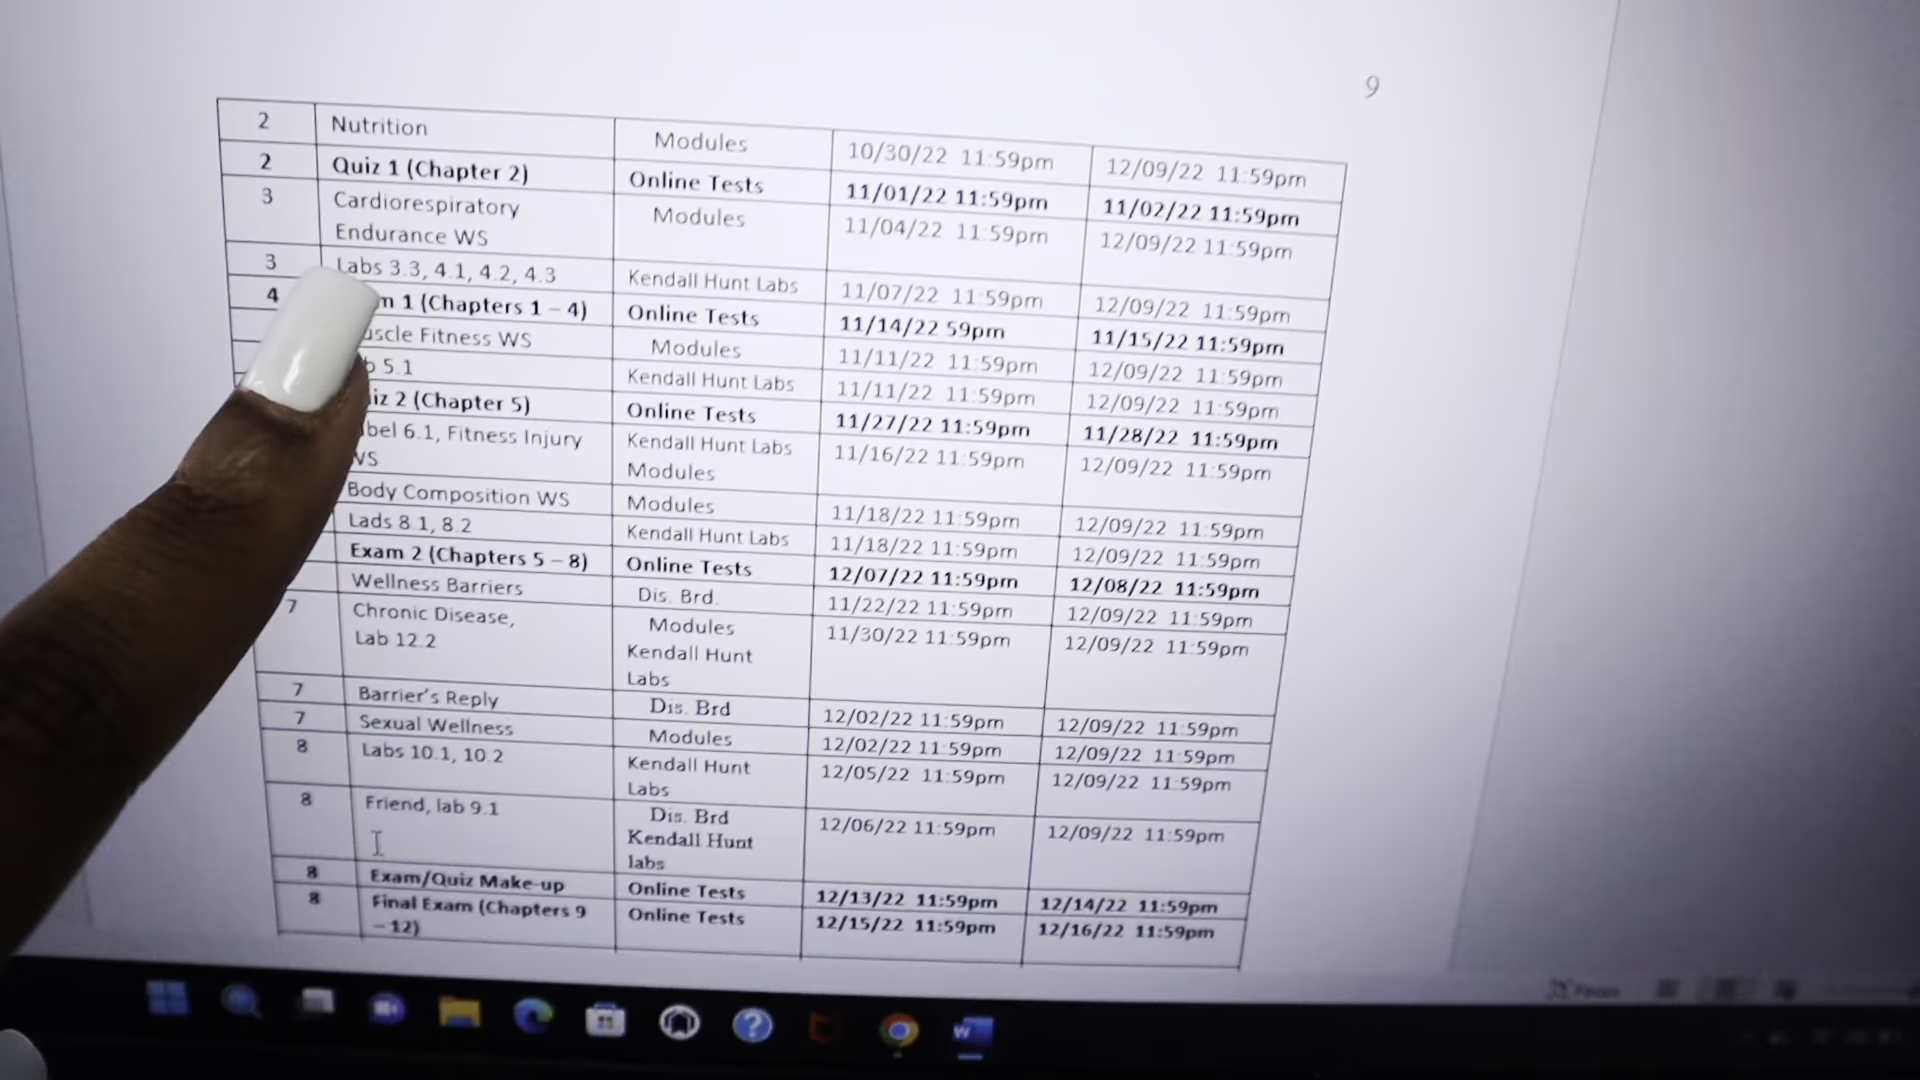 9
2 Nutrition Modules 10/30/22 11:59pm 12/09/22 11:59pm
2 Quiz 1 (Chapter 2) Online Tests 11/01/22 11:59pm 11/02/22 11:59pm
3 Cardiorespiratory Modules 11/04/22 11:59pm 12/09/22 11:59pm
Endurance WS
3 Labs 3.3, 4.1, 4.2, 4.3 Kendall Hunt Labs 11/07/22 11:59pm 12/09/22 11:59pm
4 m 1 (Chapters 1 – 4) Online Tests 11/14/22 59pm 11/15/22 11:59pm
uscle Fitness WS Modules 11/11/22 11:59pm 12/09/22 11:59pm
b 5.1 Kendall Hunt Labs 11/11/22 11:59pm 12/09/22 11:59pm
iz 2 (Chapter 5) Online Tests 11/27/22 11:59pm 11/28/22 11:59pm
bel 6.1, Fitness Injury Kendall Hunt Labs 11/16/22 11:59pm 12/09/22 11:59pm
WS Modules
Body Composition WS Modules 11/18/22 11:59pm 12/09/22 11:59pm
Lads 8.1, 8.2 Kendall Hunt Labs 11/18/22 11:59pm 12/09/22 11:59pm
Exam 2 (Chapters 5 – 8) Online Tests 12/07/22 11:59pm 12/08/22 11:59pm
Wellness Barriers Dis. Brd. 11/22/22 11:59pm 12/09/22 11:59pm
7 Chronic Disease, Modules 11/30/22 11:59pm 12/09/22 11:59pm
Lab 12.2 Kendall Hunt
Labs
7 Barrier's Reply Dis. Brd 12/02/22 11:59pm 12/09/22 11:59pm
7 Sexual Wellness Modules 12/02/22 11:59pm 12/09/22 11:59pm
8 Labs 10.1, 10.2 Kendall Hunt 12/05/22 11:59pm 12/09/22 11:59pm
Labs
8 Friend, lab 9.1 Dis. Brd 12/06/22 11:59pm 12/09/22 11:59pm
Kendall Hunt
labs
8 Exam/Quiz Make-up Online Tests 12/13/22 11:59pm 12/14/22 11:59pm
8 Final Exam (Chapters 9 Online Tests 12/15/22 11:59pm 12/16/22 11:59pm
– 12)